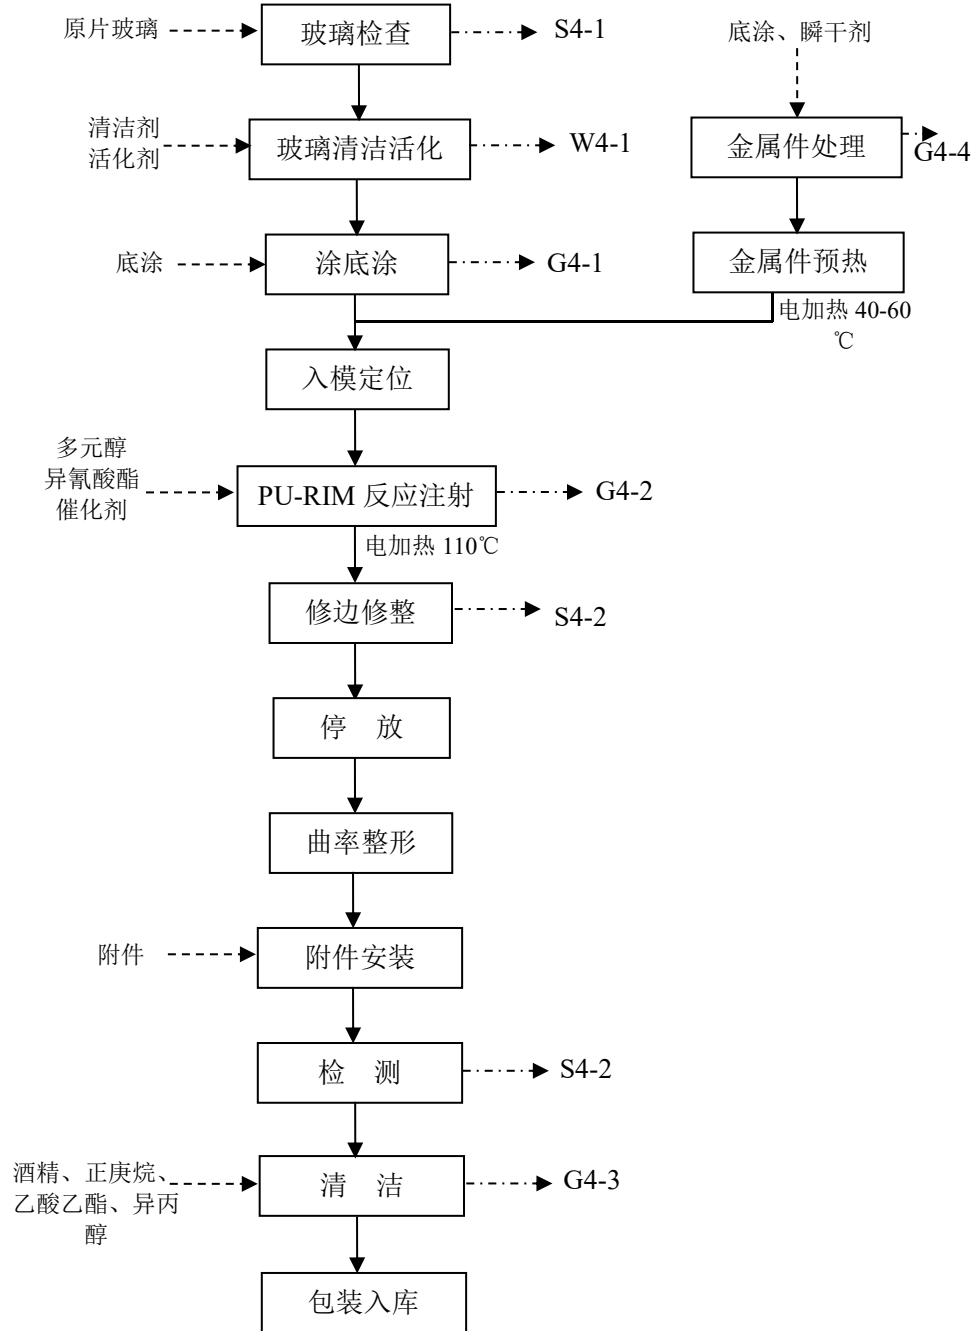 原片玻璃
玻璃检查
S4-1
底涂、瞬干剂
清洁剂
活化剂
玻璃清洁活化
W4-1
金属件处理
G4-4
底涂
涂底涂
G4-1
金属件预热
电加热 40-60
℃
入模定位
多元醇
异氰酸酯
催化剂
PU-RIM 反应注射
G4-2
电加热 110℃
修边修整
S4-2
停 放
曲率整形
附件
附件安装
检 测
S4-2
酒精、正庚烷、
乙酸乙酯、异丙
醇
清 洁
G4-3
包装入库